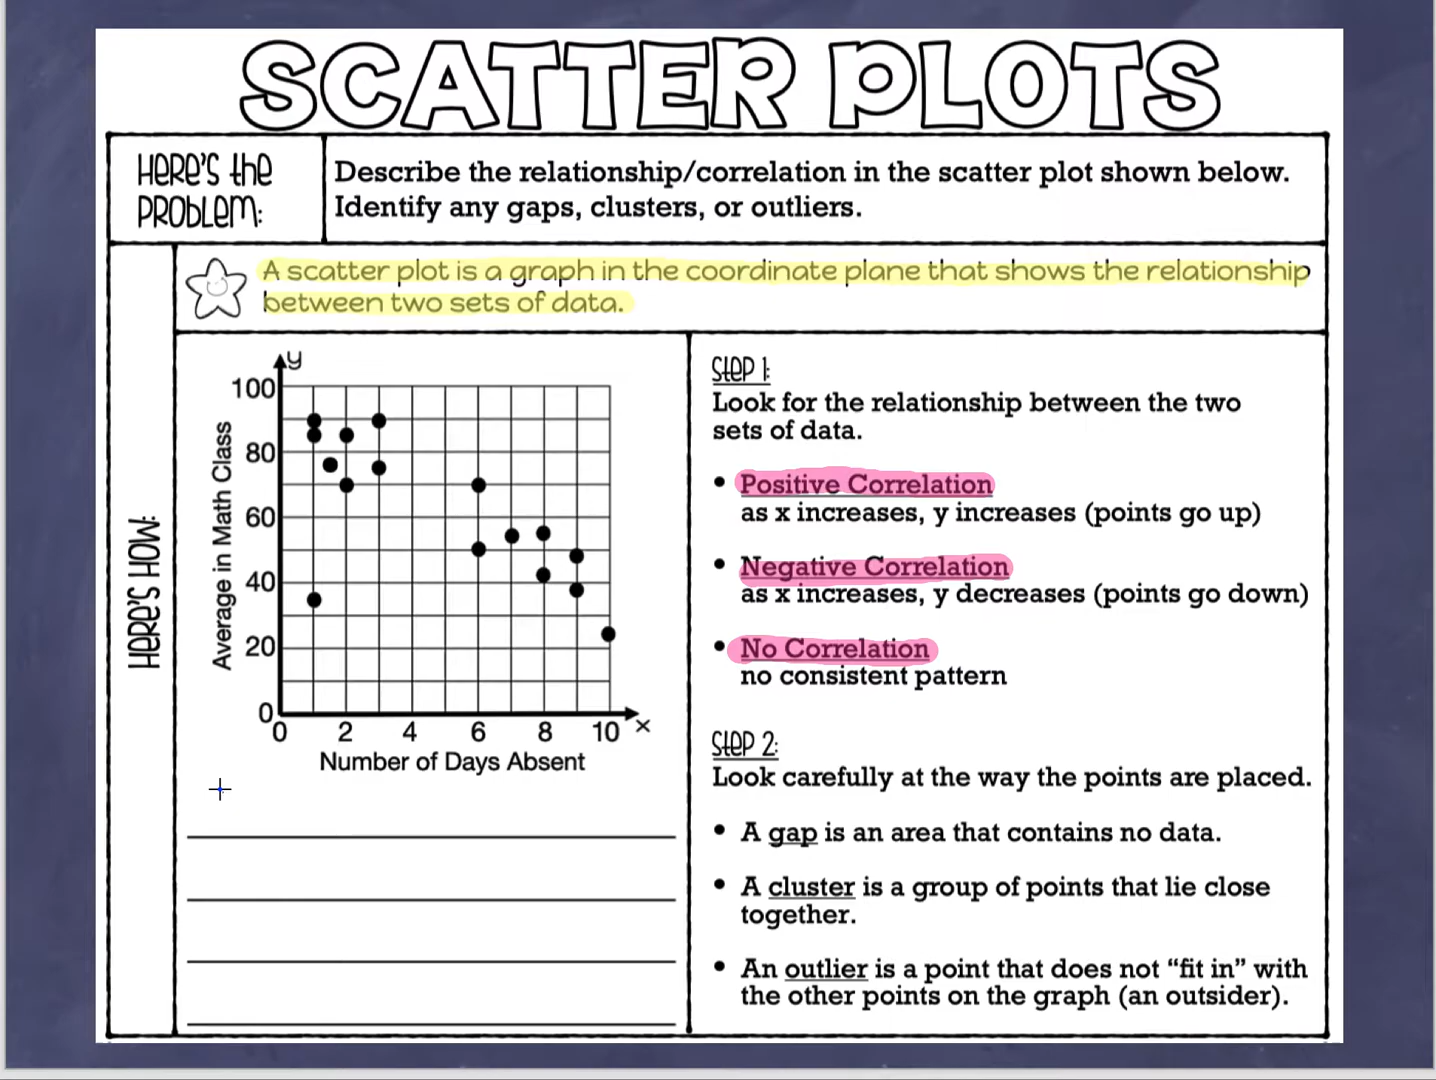 SCATTER PLOTS
HERE'S the
PROBLEM:
Describe the relationship/correlation in the scatter plot shown below.
Identify any gaps, clusters, or outliers.
A scatter plot is a graph in the coordinate plane that shows the relationship
between two sets of data.
HERE'S HOW:
y
100
80
60
40
20
0
Average in Math Class
0 2 4 6 8 10 x
Number of Days Absent
Step 1:
Look for the relationship between the two
sets of data.
• Positive Correlation
as x increases, y increases (points go up)
• Negative Correlation
as x increases, y decreases (points go down)
• No Correlation
no consistent pattern
Step 2:
Look carefully at the way the points are placed.
• A gap is an area that contains no data.
• A cluster is a group of points that lie close
together.
• An outlier is a point that does not “fit in” with
the other points on the graph (an outsider).